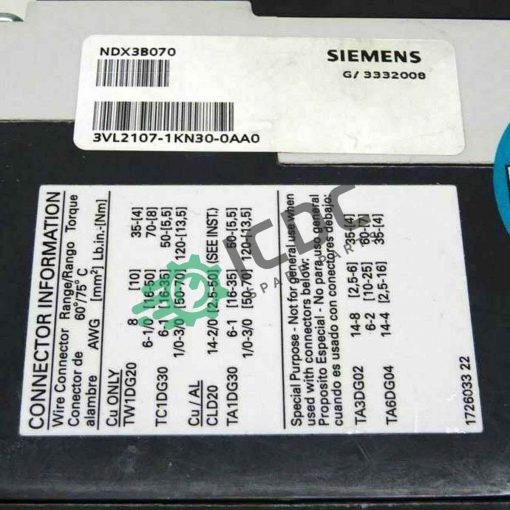 NDX3B070
SIEMENS
G/ 3332008
3VL2107-1KN30-0AA0
CONNECTOR INFORMATION
Wire Connector Range/Rango Torque
Conector de 60°/75° C
alambre AWG [mm²] Lb.in.-[Nm]
Cu ONLY
TW1DG20 8 [10] 35-[4]
6-1/0 [16-50] 70-[8]
TC1DG30 6-1 [16-35] 50-[5,5]
1/0-3/0 [50-70] 120-[13,5]
Cu / AL
CLD20 14-2/0 [2,5-50] (SEE INST.)
TA1DG30 6-1 [16-35] 50-[5,5]
1/0-3/0 [50-70] 120-[13,5]
Special Purpose - Not for general use when
used with connectors below:
Proposito Especial - No para uso general
cuando es usado con conectores debajo:
TA3DG02 14-8 [2,5-6] 35-[4]
6-2 [10-25] 60-[7]
TA6DG04 14-4 [2,5-16] 35-[4]
1726033 22
ICDC
SPARE PARTS